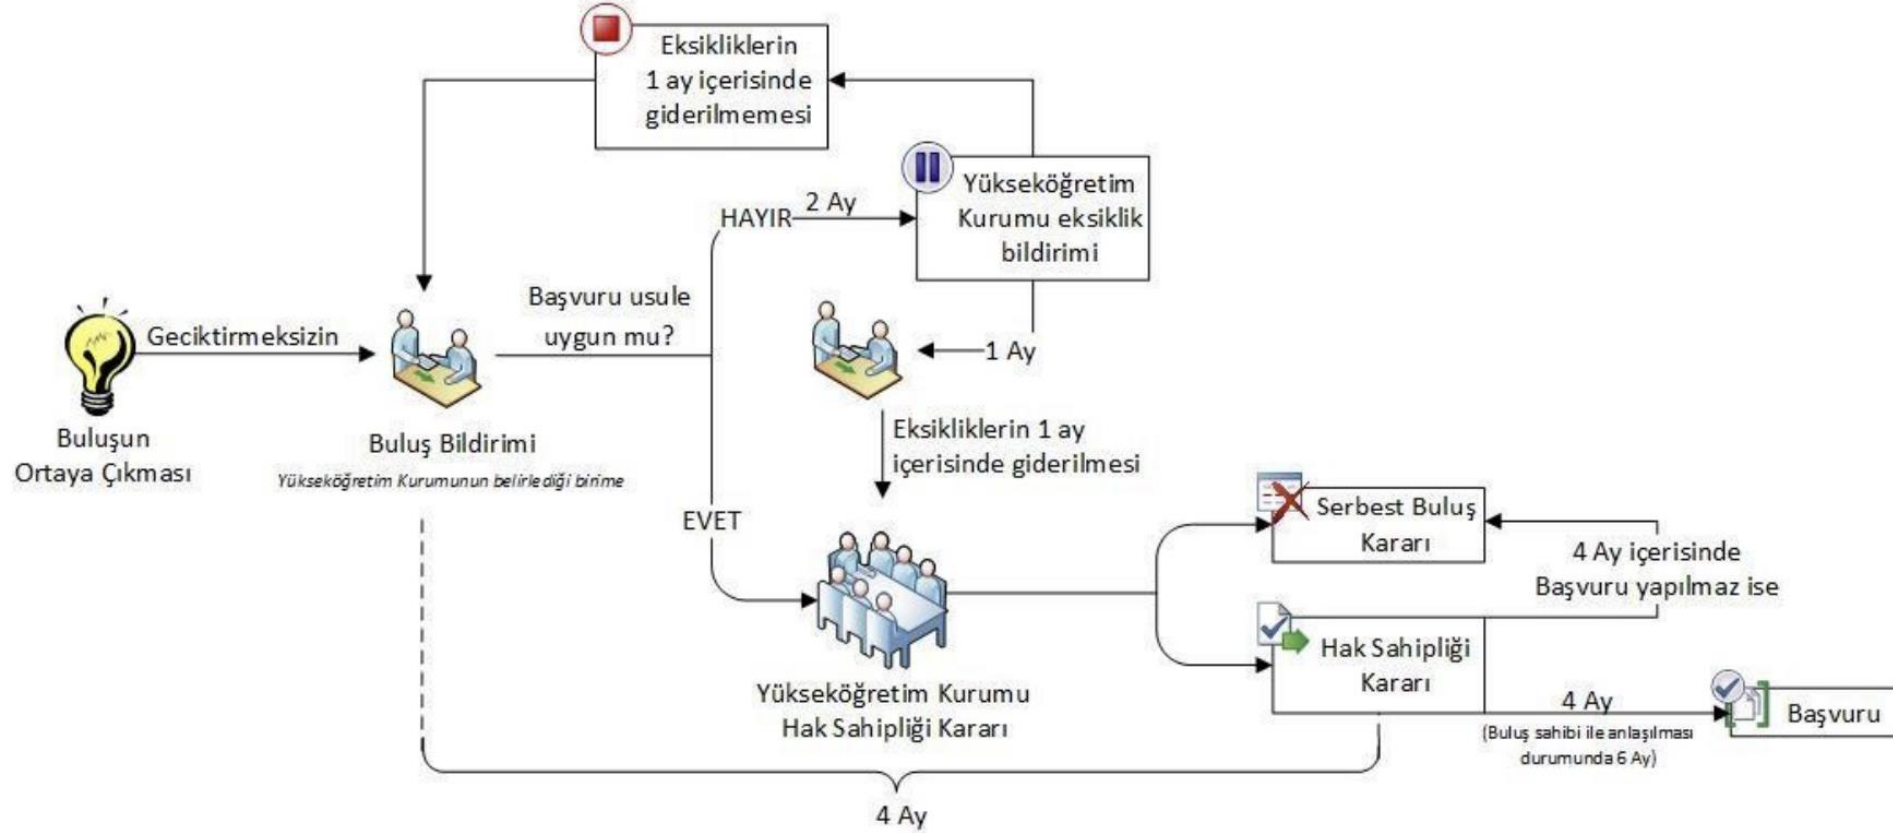 Eksikliklerin
1 ay içerisinde
giderilmemesi
Yükseköğretim
Kurumu eksiklik
bildirimi
HAYIR
2 Ay
Başvuru usule
uygun mu?
Geciktirmeksizin
1 Ay
Buluşun
Ortaya Çıkması
Buluş Bildirimi
Yükseköğretim Kurumunun belirlediği birime
Eksikliklerin 1 ay
içerisinde giderilmesi
EVET
Yükseköğretim Kurumu
Hak Sahipliği Kararı
Serbest Buluş
Kararı
4 Ay içerisinde
Başvuru yapılmaz ise
Hak Sahipliği
Kararı
4 Ay
(Buluş sahibi ile anlaşılması
durumunda 6 Ay)
Başvuru
4 Ay